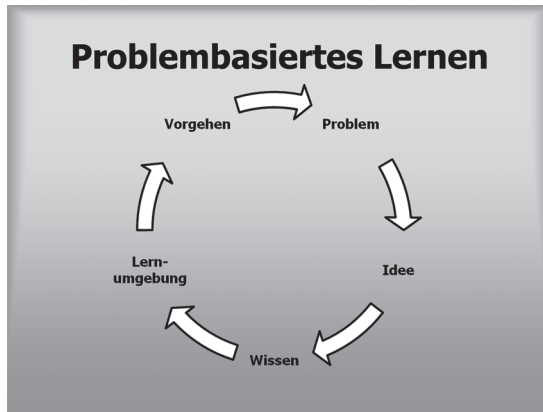 Problembasiertes Lernen
Vorgehen
Problem
Idee
Wissen
Lern-
umgebung